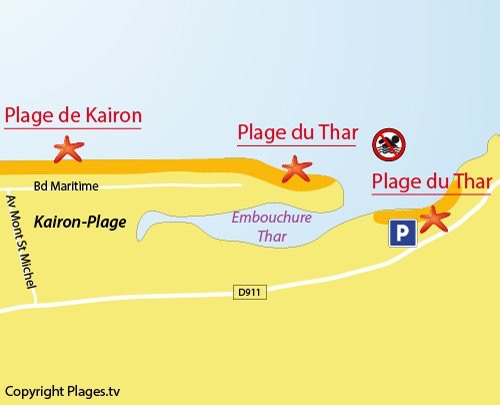 Plage de Kairon
Plage du Thar
Plage du Thar
Bd Maritime
Av Mont St Michel
Kairon-Plage
Embouchure
Thar
P
D911
Copyright Plages.tv